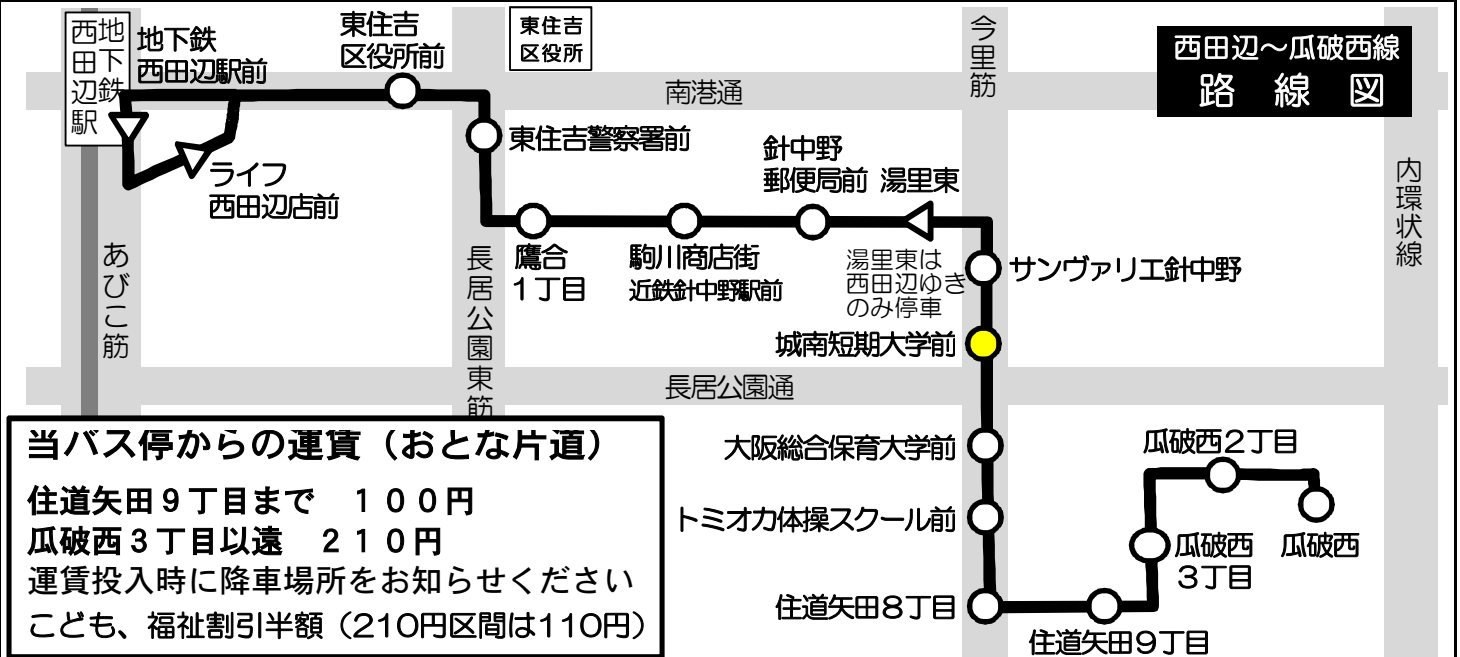 地下鉄
西田辺駅
地下鉄
西田辺駅前
東住吉
区役所前
東住吉
区役所
今里筋
西田辺～瓜破西線
路線図
南港通
東住吉警察署前
針中野
郵便局前
湯里東
ライフ
西田辺店前
内環状線
あびこ筋
長居公園東筋
鷹合
1丁目
駒川商店街
近鉄針中野駅前
湯里東は
西田辺ゆき
のみ停車
サンヴァリエ針中野
城南短期大学前
長居公園通
当バス停からの運賃（おとな片道）
住道矢田９丁目まで　１００円
瓜破西３丁目以遠　２１０円
運賃投入時に降車場所をお知らせください
こども、福祉割引半額（210円区間は110円）
大阪総合保育大学前
瓜破西2丁目
トミオカ体操スクール前
瓜破西
3丁目
瓜破西
住道矢田8丁目
住道矢田9丁目